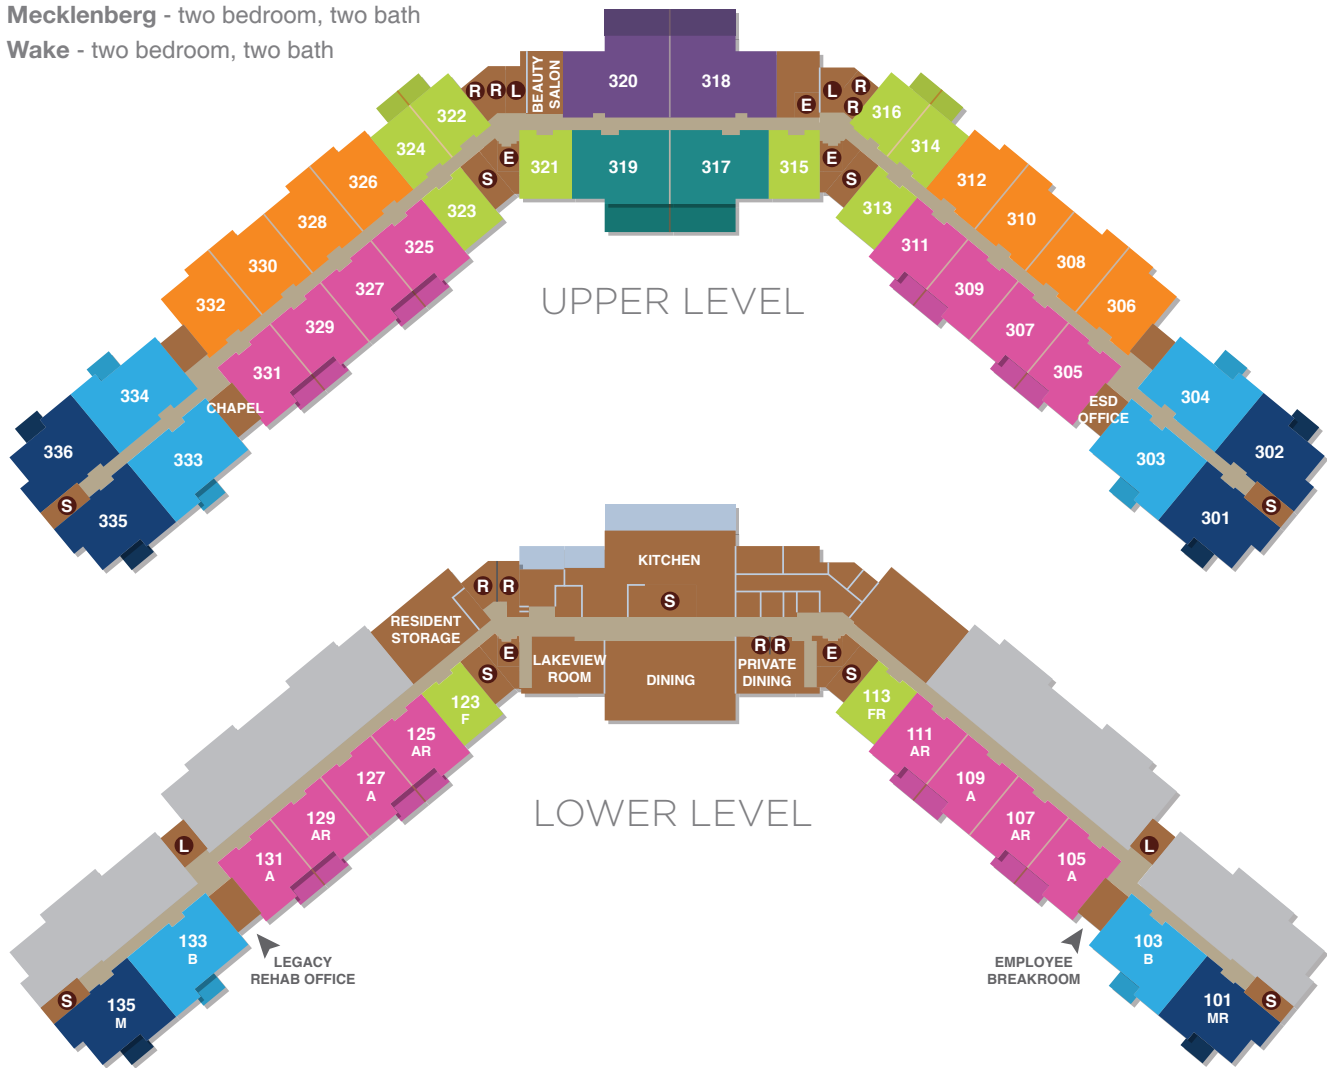 Mecklenberg - two bedroom, two bath
Wake - two bedroom, two bath
BEAUTY
SALON
320
318
R R L
E
L
R
R
322
324
316
314
E
S
321
319
317
315
E
S
326
328
330
332
323
325
327
329
331
313
311
309
307
305
312
310
308
306
UPPER LEVEL
CHAPEL
334
336
333
335
S
ESD
OFFICE
304
302
303
301
S
KITCHEN
S
R R
RESIDENT
STORAGE
E
S
LAKEVIEW
ROOM
DINING
R R
PRIVATE
DINING
E
S
123
F
125
AR
127
A
129
AR
131
A
113
FR
111
AR
109
A
107
AR
105
A
LOWER LEVEL
L
L
133
B
135
M
S
LEGACY
REHAB OFFICE
EMPLOYEE
BREAKROOM
103
B
101
MR
S